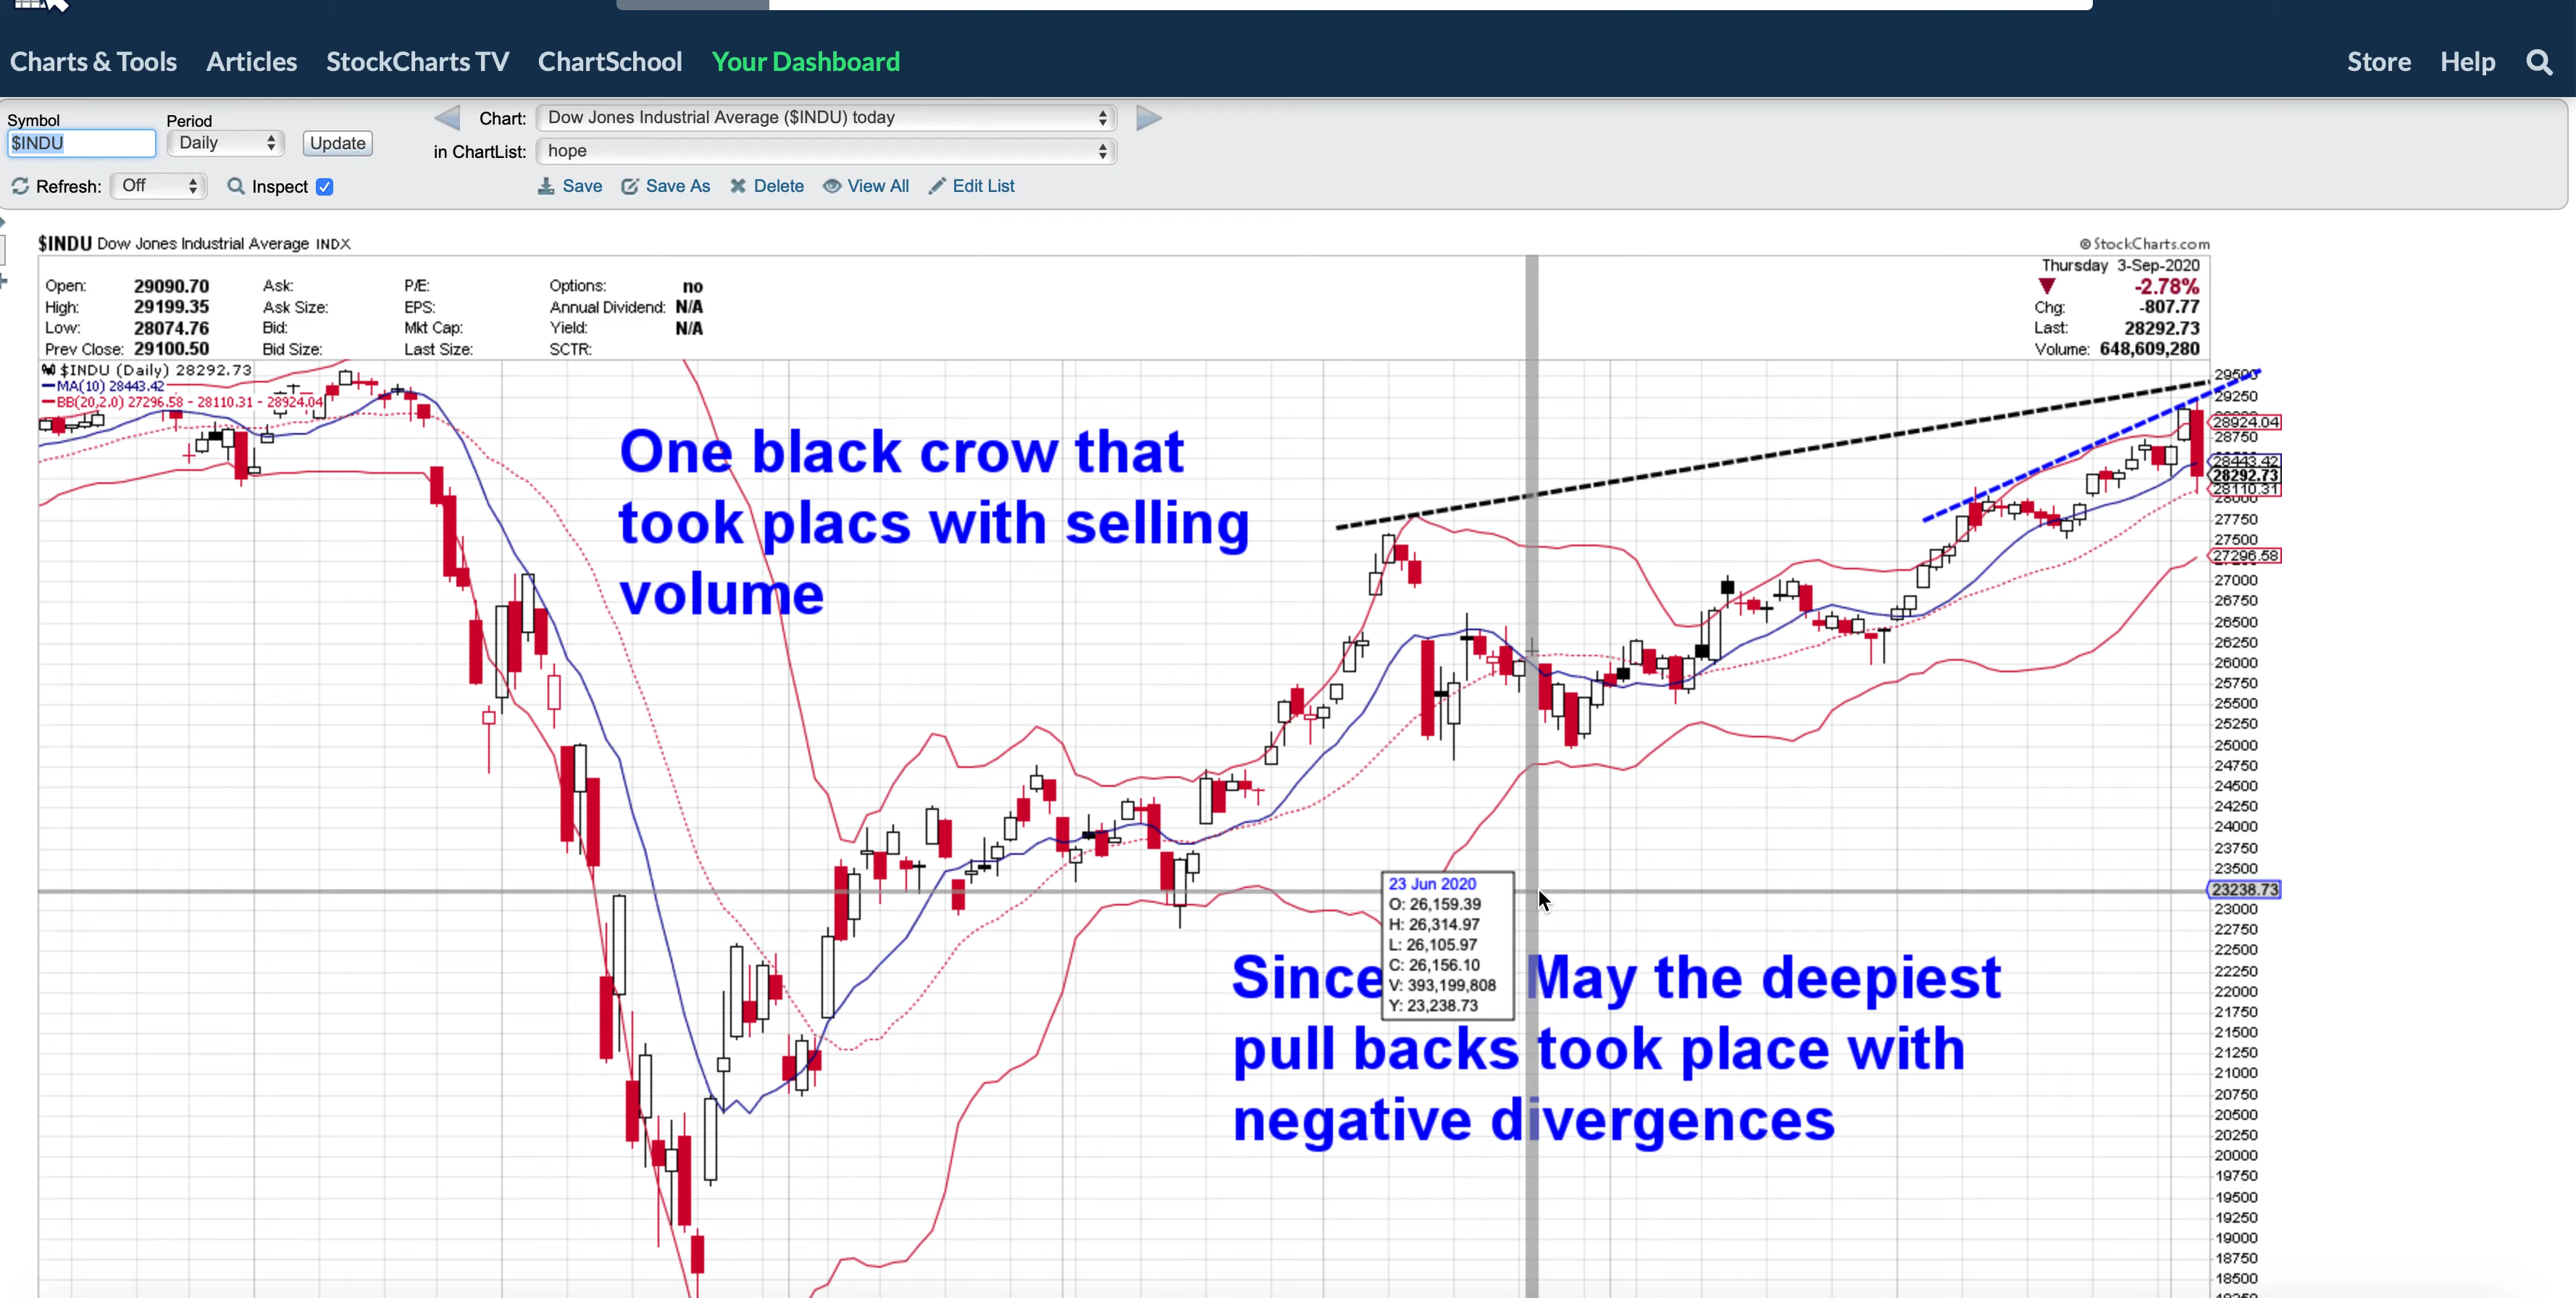 Charts & Tools Articles StockCharts TV ChartSchool Your Dashboard Store Help
Symbol Period Chart: Dow Jones Industrial Average ($INDU) today
$INDU Daily Update in ChartList: hope
Refresh: Off Inspect Save Save As Delete View All Edit List
$INDU Dow Jones Industrial Average INDX © StockCharts.com
Thursday 3-Sep-2020
Open: 29090.70 Ask: P/E: Options: no -2.78%
High: 29199.35 Ask Size: EPS: Annual Dividend: N/A Chg: -807.77
Low: 28074.76 Bid: Mkt Cap: Yield: N/A Last: 28292.73
Prev Close: 29100.50 Bid Size: Last Size: SCTR: Volume: 648,609,280
$INDU (Daily) 28292.73
MA(10) 28443.42
BB(20,2.0) 27296.58 - 28110.31 - 28924.04
One black crow that
took placs with selling
volume
23 Jun 2020
O: 26,159.39
H: 26,314.97
L: 26,105.97
C: 26,156.10
V: 393,199,808
Y: 23,238.73
Since May the deepiest
pull backs took place with
negative divergences
29500
29250
28924.04
28750
28443.42
28292.73
28110.31
28000
27750
27500
27296.58
27000
26750
26500
26250
26000
25750
25500
25250
25000
24750
24500
24250
24000
23750
23500
23238.73
23000
22750
22500
22250
22000
21750
21500
21250
21000
20750
20500
20250
20000
19750
19500
19250
19000
18750
18500